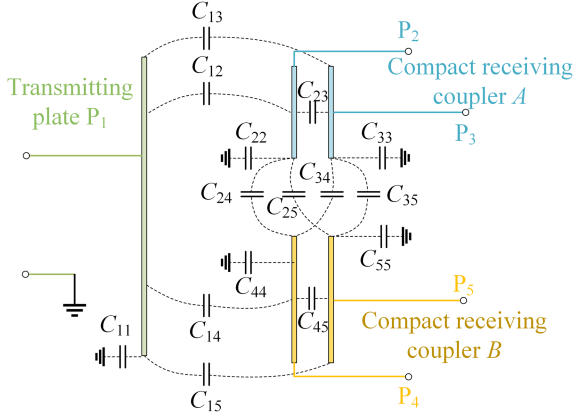 C13
P2
C12
Compact receiving
coupler A
Transmitting
plate P1
C23
P3
C22
C33
C34
C24
C25
C35
C55
C44
P5
C45
C14
C11
Compact receiving
coupler B
C15
P4